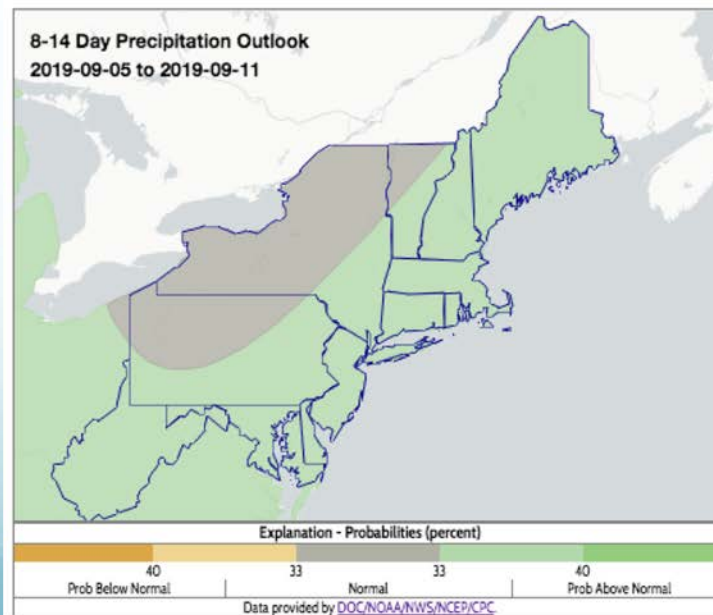 8-14 Day Precipitation Outlook
2019-09-05 to 2019-09-11
Explanation - Probabilities (percent)
40 33 33 40
Prob Below Normal Normal Prob Above Normal
Data provided by DOC/NOAA/NWS/NCEP/CPC.